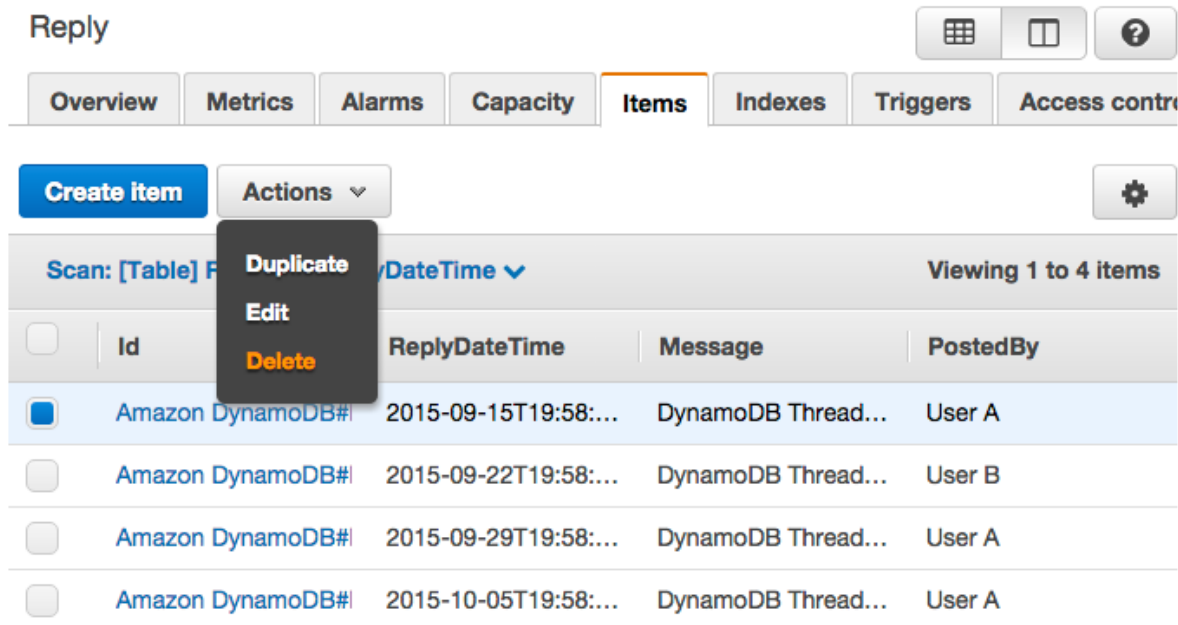 Reply
Overview Metrics Alarms Capacity Items Indexes Triggers Access contr
Create item Actions
Duplicate
Edit
Delete
Scan: [Table] DateTime Viewing 1 to 4 items
Id ReplyDateTime Message PostedBy
Amazon DynamoDB# 2015-09-15T19:58:... DynamoDB Thread... User A
Amazon DynamoDB# 2015-09-22T19:58:... DynamoDB Thread... User B
Amazon DynamoDB# 2015-09-29T19:58:... DynamoDB Thread... User A
Amazon DynamoDB# 2015-10-05T19:58:... DynamoDB Thread... User A